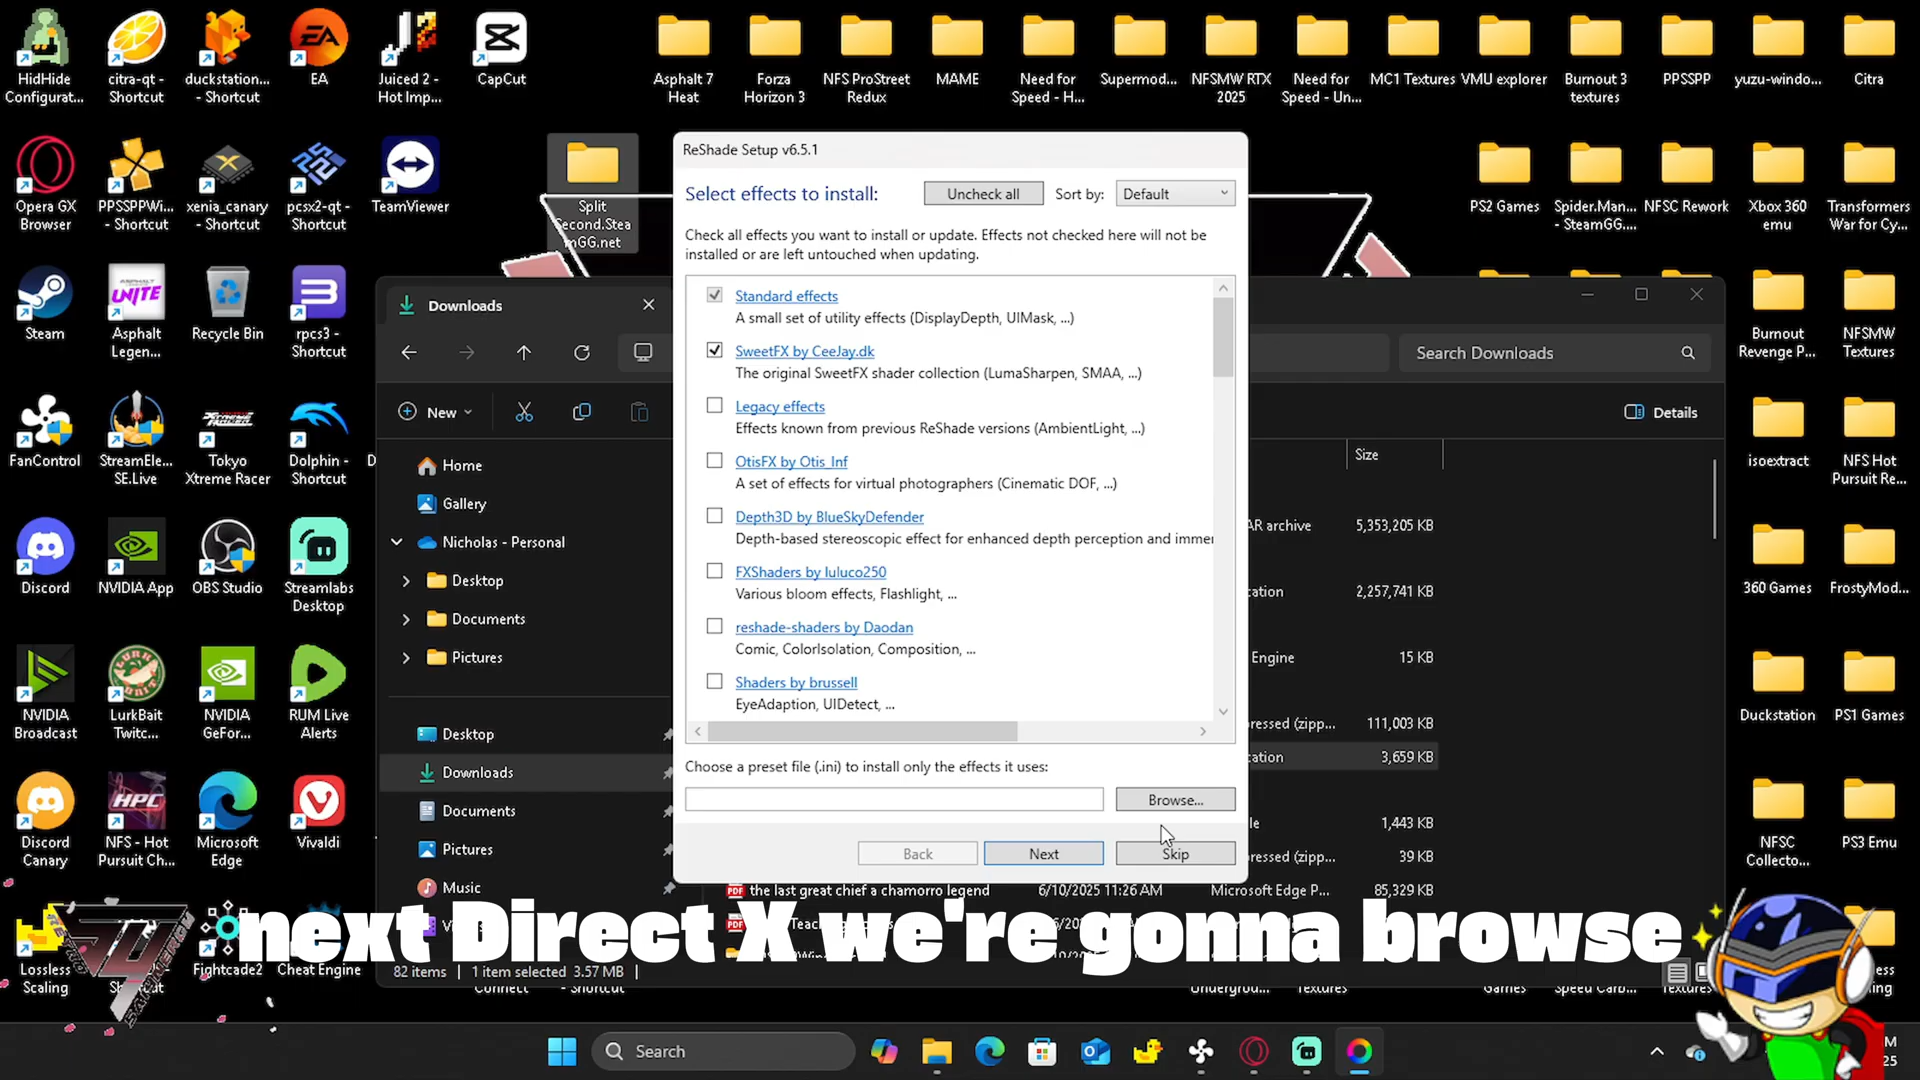 HidHide
Configurat...
citra-qt -
Shortcut
duckstation...
- Shortcut
EA
EA
Juiced 2 -
Hot Imp...
CapCut
Asphalt 7
Heat
Forza
Horizon 3
NFS ProStreet
Redux
MAME
Need for
Speed - H...
Supermod...
NFSMW RTX
2025
Need for
Speed - Un...
MC1 Textures
VMU explorer
Burnout 3
textures
PPSSPP
yuzu-windo...
Citra
Opera GX
Browser
PPSSPPWi...
- Shortcut
xenia_canary
- Shortcut
pcsx2-qt -
Shortcut
TeamViewer
Split
Second.Stea
mGG.net
PS2 Games
Spider.Man...
- SteamGG....
NFSC Rework
Xbox 360
emu
Transformers
War for Cy...
Steam
Asphalt
Legen...
Recycle Bin
rpcs3 -
Shortcut
Burnout
Revenge P...
NFSMW
Textures
FanControl
StreamEle...
SE.Live
Tokyo
Xtreme Racer
Dolphin -
Shortcut
isoextract
NFS Hot
Pursuit Re...
Discord
NVIDIA App
OBS Studio
Streamlabs
Desktop
360 Games
FrostyMod...
NVIDIA
Broadcast
LurkBait
Twitc...
NVIDIA
GeFor...
RUM Live
Alerts
Duckstation
PS1 Games
Discord
Canary
NFS - Hot
Pursuit Ch...
Microsoft
Edge
Vivaldi
NFSC
Collecto...
PS3 Emu
Lossless
Scaling
Fightcade2
Cheat Engine
ReShade Setup v6.5.1
Select effects to install:
Uncheck all
Sort by:
Default
Check all effects you want to install or update. Effects not checked here will not be
installed or are left untouched when updating.
Standard effects
A small set of utility effects (DisplayDepth, UIMask, ...)
SweetFX by CeeJay.dk
The original SweetFX shader collection (LumaSharpen, SMAA, ...)
Legacy effects
Effects known from previous ReShade versions (AmbientLight, ...)
OtisFX by Otis_Inf
A set of effects for virtual photographers (Cinematic DOF, ...)
Depth3D by BlueSkyDefender
Depth-based stereoscopic effect for enhanced depth perception and immer
FXShaders by luluco250
Various bloom effects, Flashlight, ...
reshade-shaders by Daodan
Comic, ColorIsolation, Composition, ...
Shaders by brussell
EyeAdaption, UIDetect, ...
Choose a preset file (.ini) to install only the effects it uses:
Browse...
Back
Next
Skip
Downloads
Search Downloads
New
Details
Home
Gallery
Nicholas - Personal
Desktop
Documents
Pictures
Desktop
Downloads
Documents
Pictures
Music
Size
AR archive 5,353,205 KB
ation 2,257,741 KB
Engine 15 KB
ressed (zipp... 111,003 KB
ation 3,659 KB
le 1,443 KB
ressed (zipp... 39 KB
the last great chief a chamorro legend 6/10/2025 11:26 AM Microsoft Edge P... 85,329 KB
82 items 1 item selected 3.57 MB
Connect
- Shortcut
Undergrou...
Textures
Games
Speed Carb...
Textures
next Direct X we're gonna browse
Search